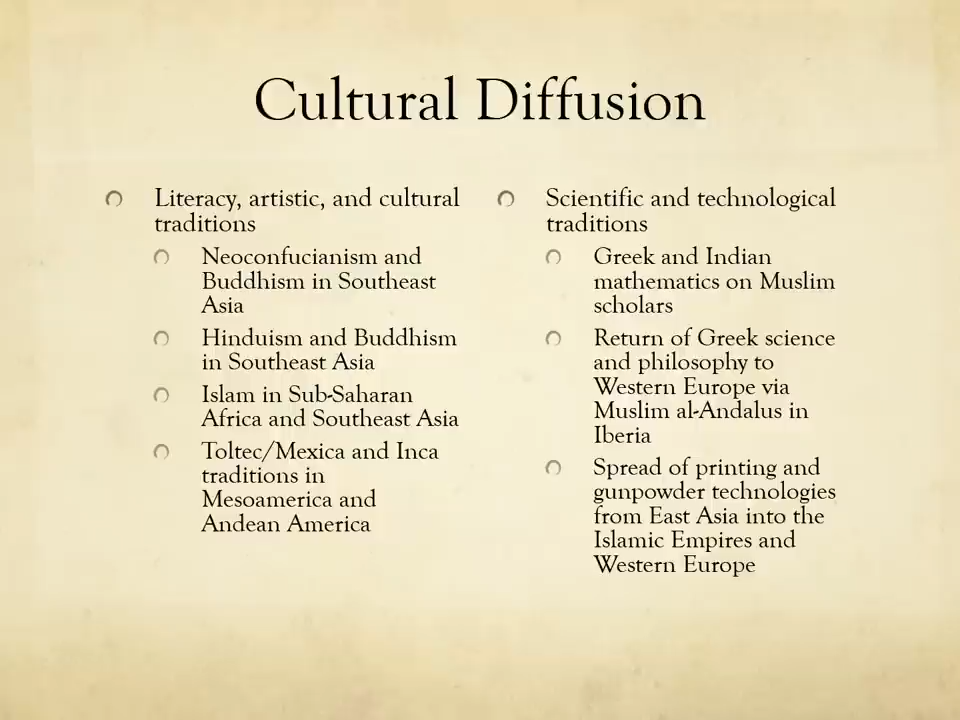 Cultural Diffusion
Literacy, artistic, and cultural
traditions
Neoconfucianism and
Buddhism in Southeast
Asia
Hinduism and Buddhism
in Southeast Asia
Islam in Sub-Saharan
Africa and Southeast Asia
Toltec/Mexica and Inca
traditions in
Mesoamerica and
Andean America
Scientific and technological
traditions
Greek and Indian
mathematics on Muslim
scholars
Return of Greek science
and philosophy to
Western Europe via
Muslim al-Andalus in
Iberia
Spread of printing and
gunpowder technologies
from East Asia into the
Islamic Empires and
Western Europe